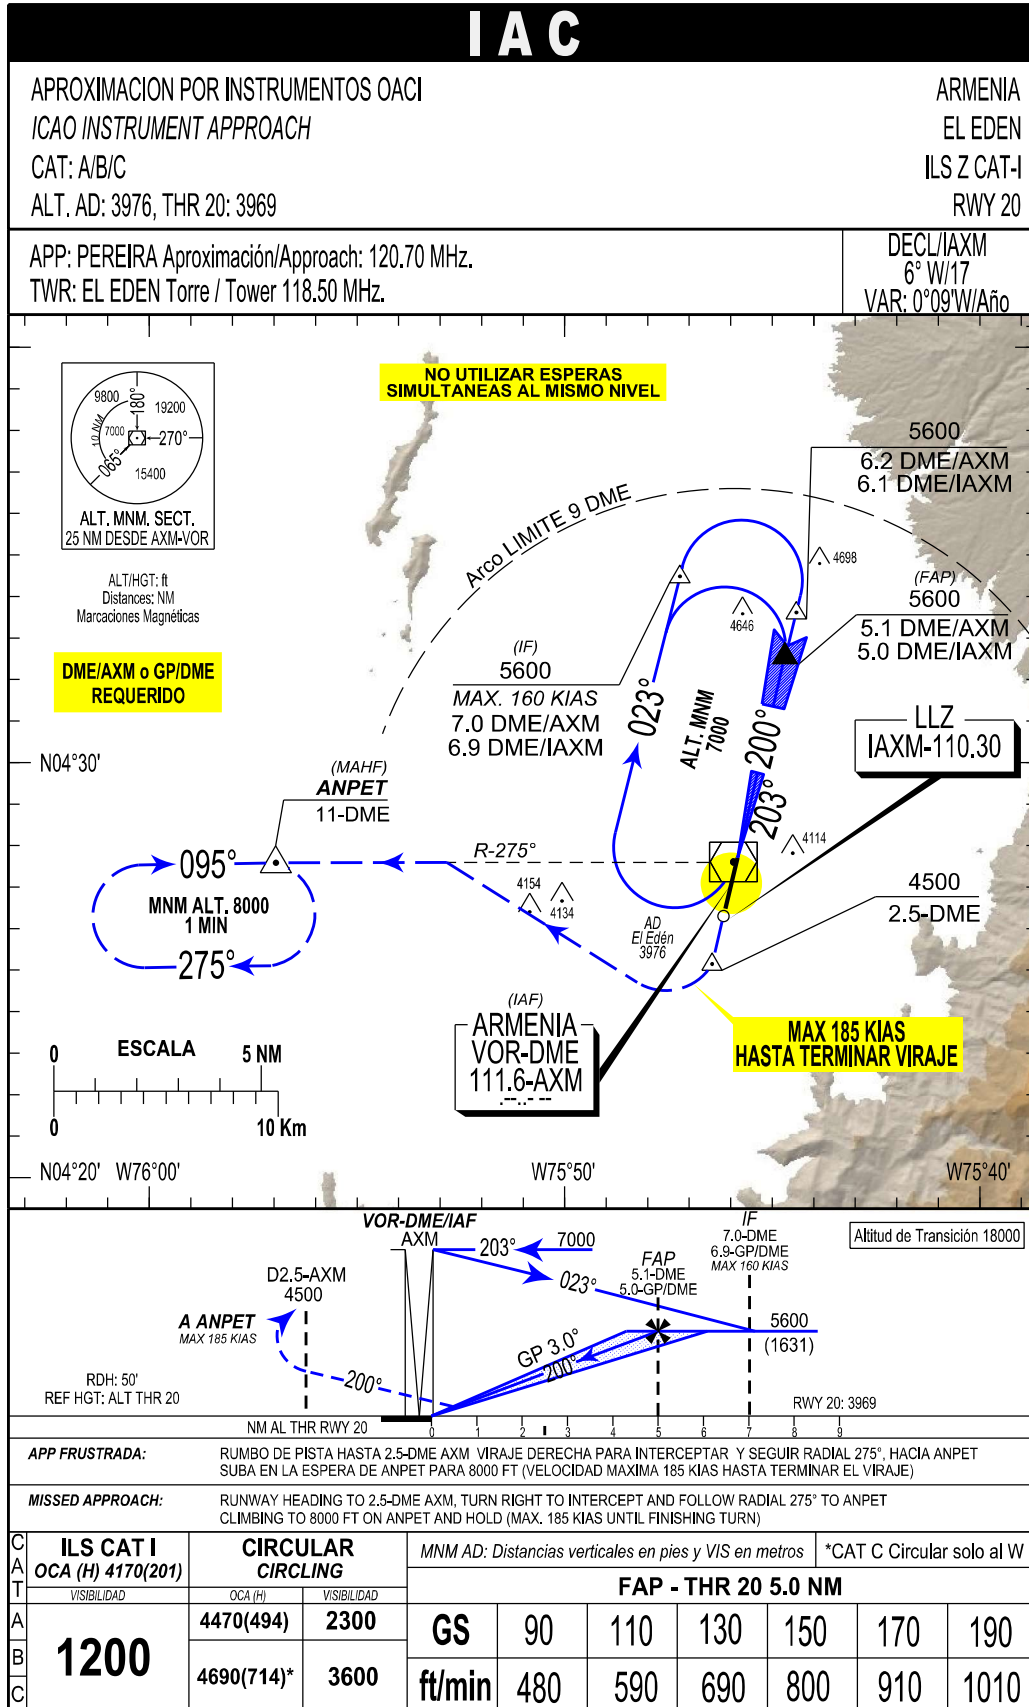 IAC
APROXIMACION POR INSTRUMENTOS OACI
ICAO INSTRUMENT APPROACH
CAT: A/B/C
ALT. AD: 3976, THR 20: 3969
ARMENIA
EL EDEN
ILS Z CAT-I
RWY 20
APP: PEREIRA Aproximación/Approach: 120.70 MHz.
TWR: EL EDEN Torre / Tower 118.50 MHz.
DECL/IAXM
6° W/17
VAR: 0°09'W/Año
NO UTILIZAR ESPERAS
SIMULTANEAS AL MISMO NIVEL
9800
180°
19200
10 NM
7000
270°
065°
15400
ALT. MNM. SECT.
25 NM DESDE AXM-VOR
ALT/HGT: ft
Distances: NM
Marcaciones Magnéticas
DME/AXM o GP/DME
REQUERIDO
Arco LIMITE 9 DME
5600
6.2 DME/AXM
6.1 DME/IAXM
4698
4646
(FAP)
5600
5.1 DME/AXM
5.0 DME/IAXM
(IF)
5600
MAX. 160 KIAS
7.0 DME/AXM
6.9 DME/IAXM
023°
ALT. MNM
7000
200°
203°
LLZ
IAXM-110.30
N04°30'
(MAHF)
ANPET
11-DME
R-275°
4114
095°
MNM ALT. 8000
1 MIN
275°
4154
4134
AD
El Edén
3976
4500
2.5-DME
(IAF)
ARMENIA
VOR-DME
111.6-AXM
.- -..- --
MAX 185 KIAS
HASTA TERMINAR VIRAJE
0
ESCALA
5 NM
0
10 Km
N04°20'
W76°00'
W75°50'
W75°40'
VOR-DME/IAF
AXM
203°
7000
IF
7.0-DME
6.9-GP/DME
MAX 160 KIAS
Altitud de Transición 18000
D2.5-AXM
4500
023°
FAP
5.1-DME
5.0-GP/DME
A ANPET
MAX 185 KIAS
GP 3.0°
200°
5600
(1631)
200°
RDH: 50'
REF HGT: ALT THR 20
RWY 20: 3969
NM AL THR RWY 20
0 1 2 3 4 5 6 7 8 9
APP FRUSTRADA:
RUMBO DE PISTA HASTA 2.5-DME AXM VIRAJE DERECHA PARA INTERCEPTAR Y SEGUIR RADIAL 275°, HACIA ANPET
SUBA EN LA ESPERA DE ANPET PARA 8000 FT (VELOCIDAD MAXIMA 185 KIAS HASTA TERMINAR EL VIRAJE)
MISSED APPROACH:
RUNWAY HEADING TO 2.5-DME AXM, TURN RIGHT TO INTERCEPT AND FOLLOW RADIAL 275° TO ANPET
CLIMBING TO 8000 FT ON ANPET AND HOLD (MAX. 185 KIAS UNTIL FINISHING TURN)
CAT
ILS CAT I
OCA (H) 4170(201)
VISIBILIDAD
CIRCULAR
CIRCLING
OCA (H)
VISIBILIDAD
MNM AD: Distancias verticales en pies y VIS en metros
*CAT C Circular solo al W
FAP - THR 20 5.0 NM
A
B
C
1200
4470(494)
2300
4690(714)*
3600
GS 90 110 130 150 170 190
ft/min 480 590 690 800 910 1010